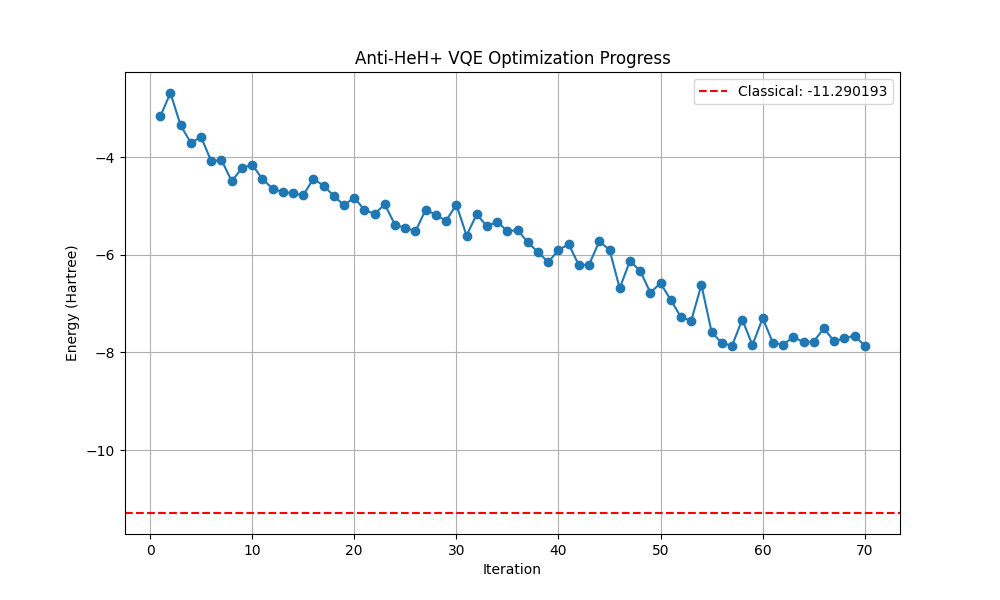 Anti-HeH+ VQE Optimization Progress
Classical: -11.290193
Energy (Hartree)
−4
−6
−8
−10
0 10 20 30 40 50 60 70
Iteration